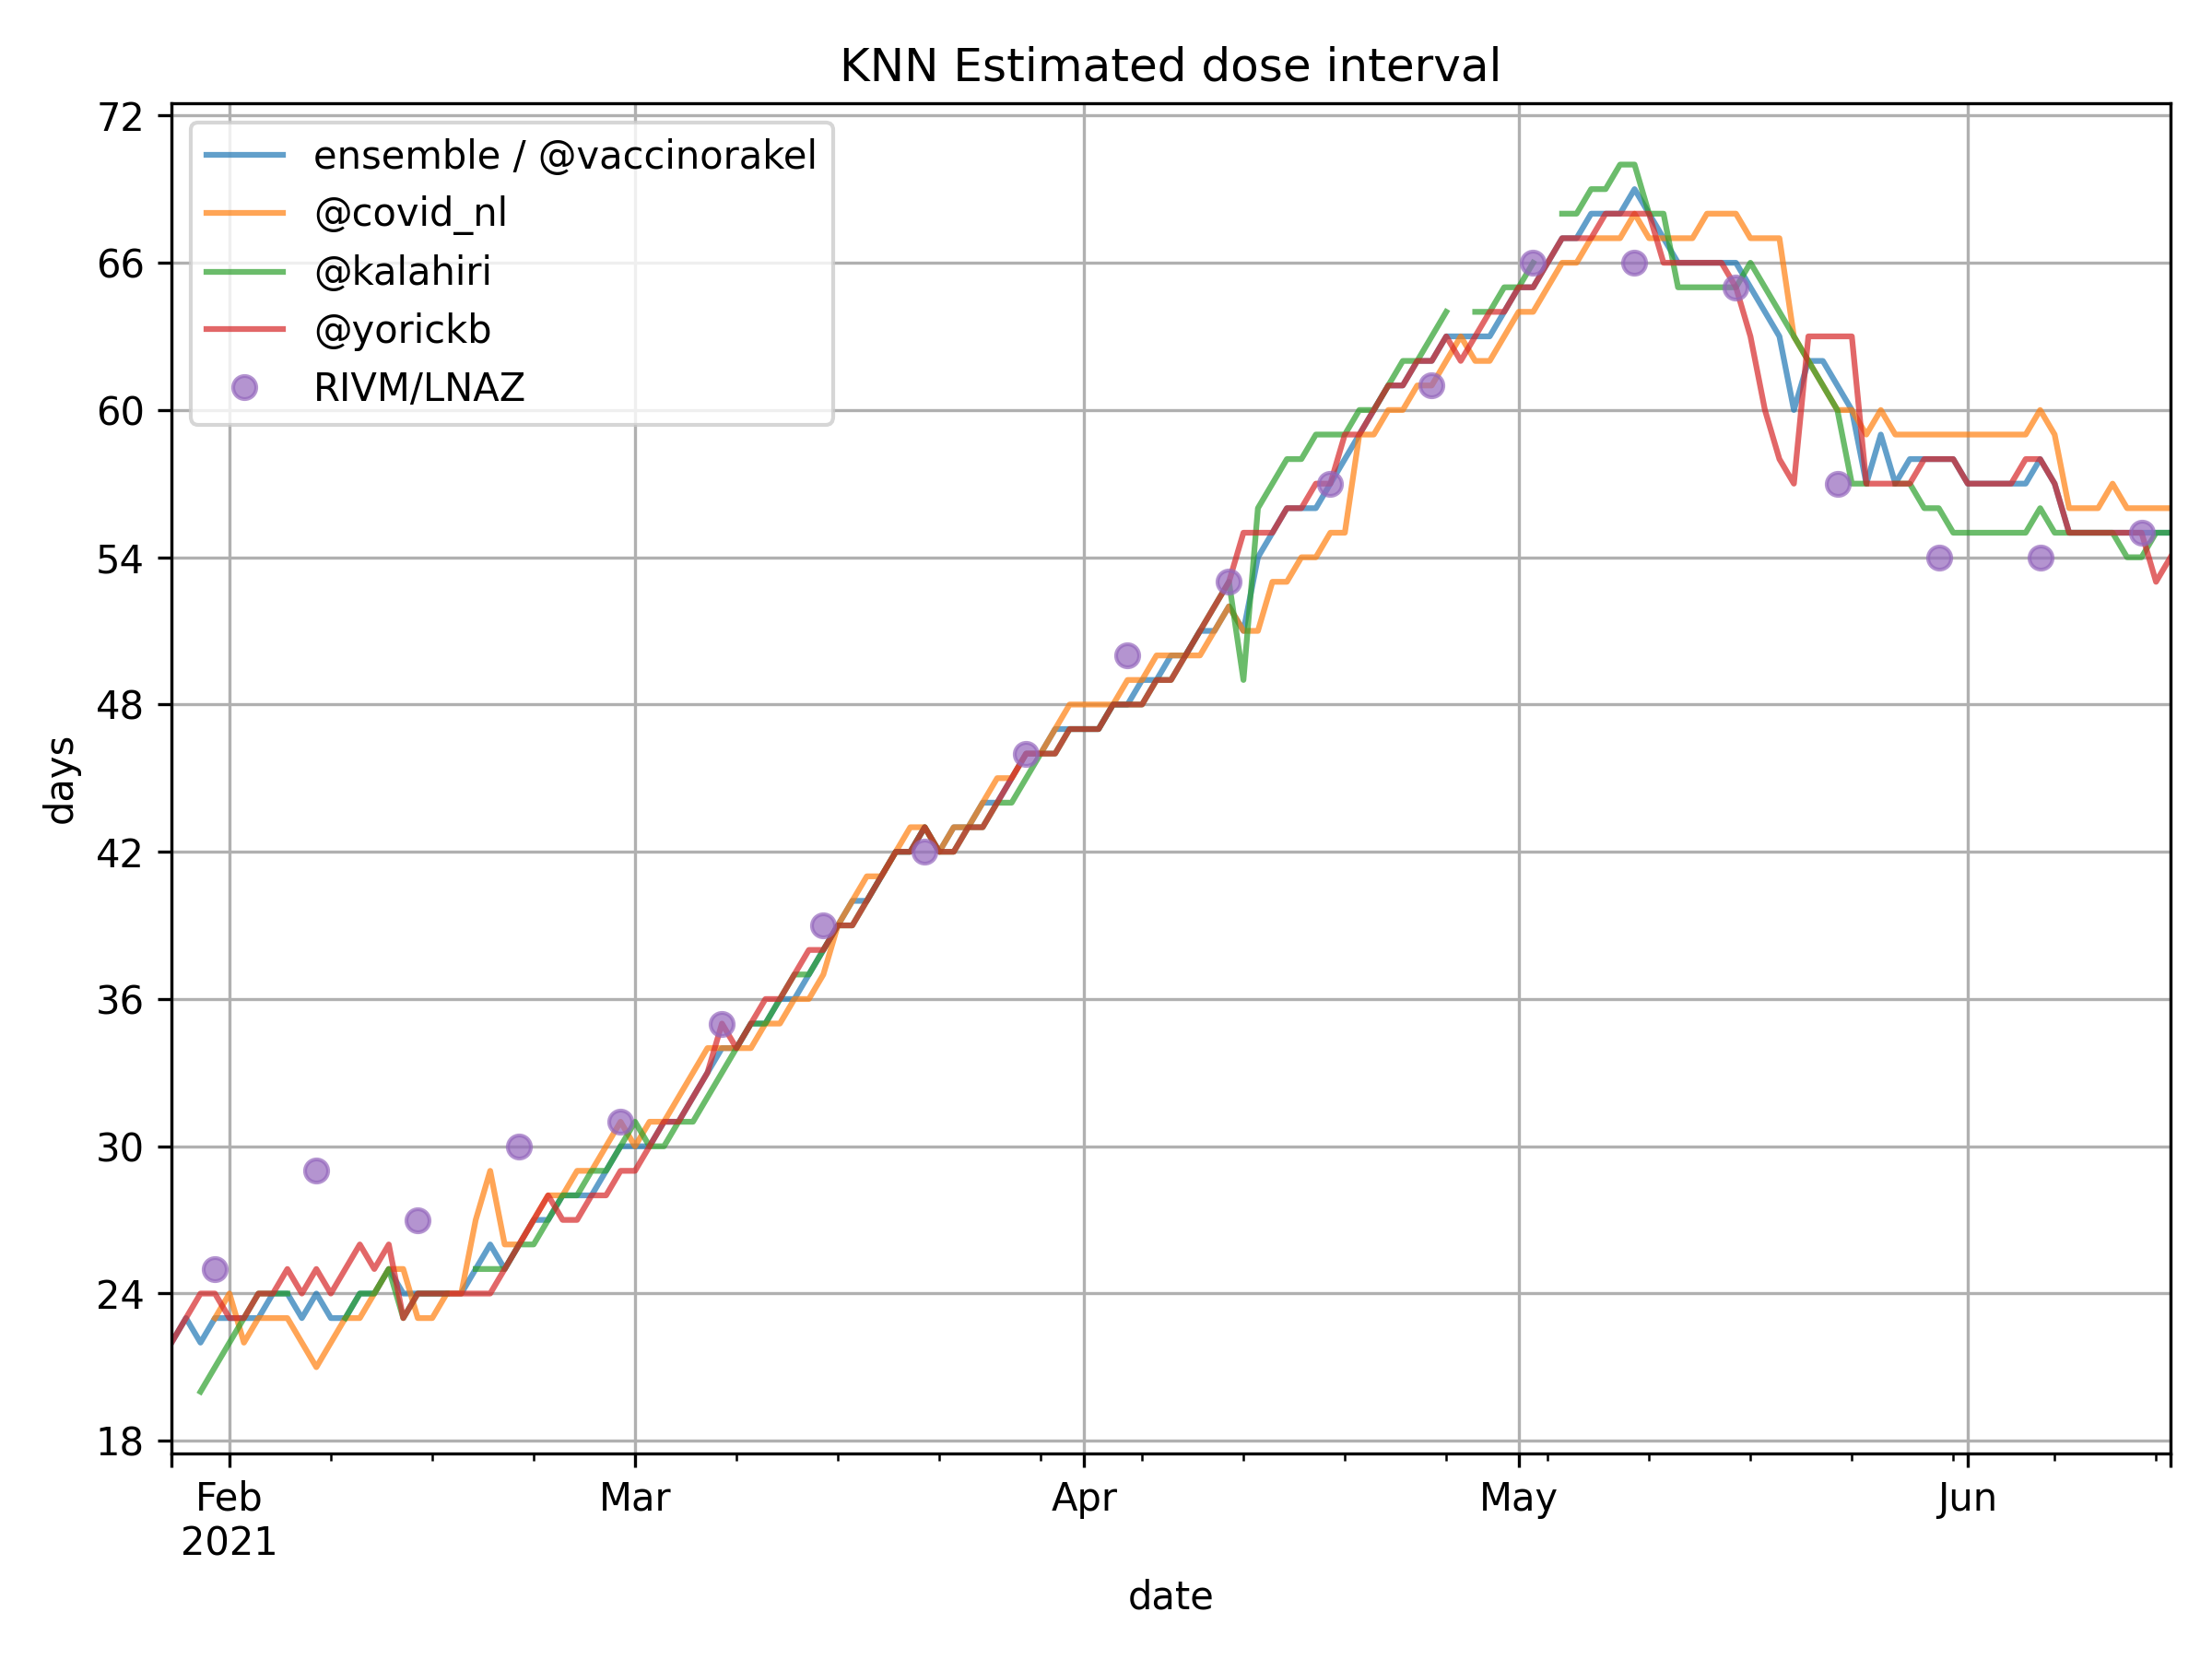 KNN Estimated dose interval
72
66
60
54
48
42
36
30
24
18
days
ensemble / @vaccinorakel
@covid_nl
@kalahiri
@yorickb
RIVM/LNAZ
Feb Mar Apr May Jun
2021
date